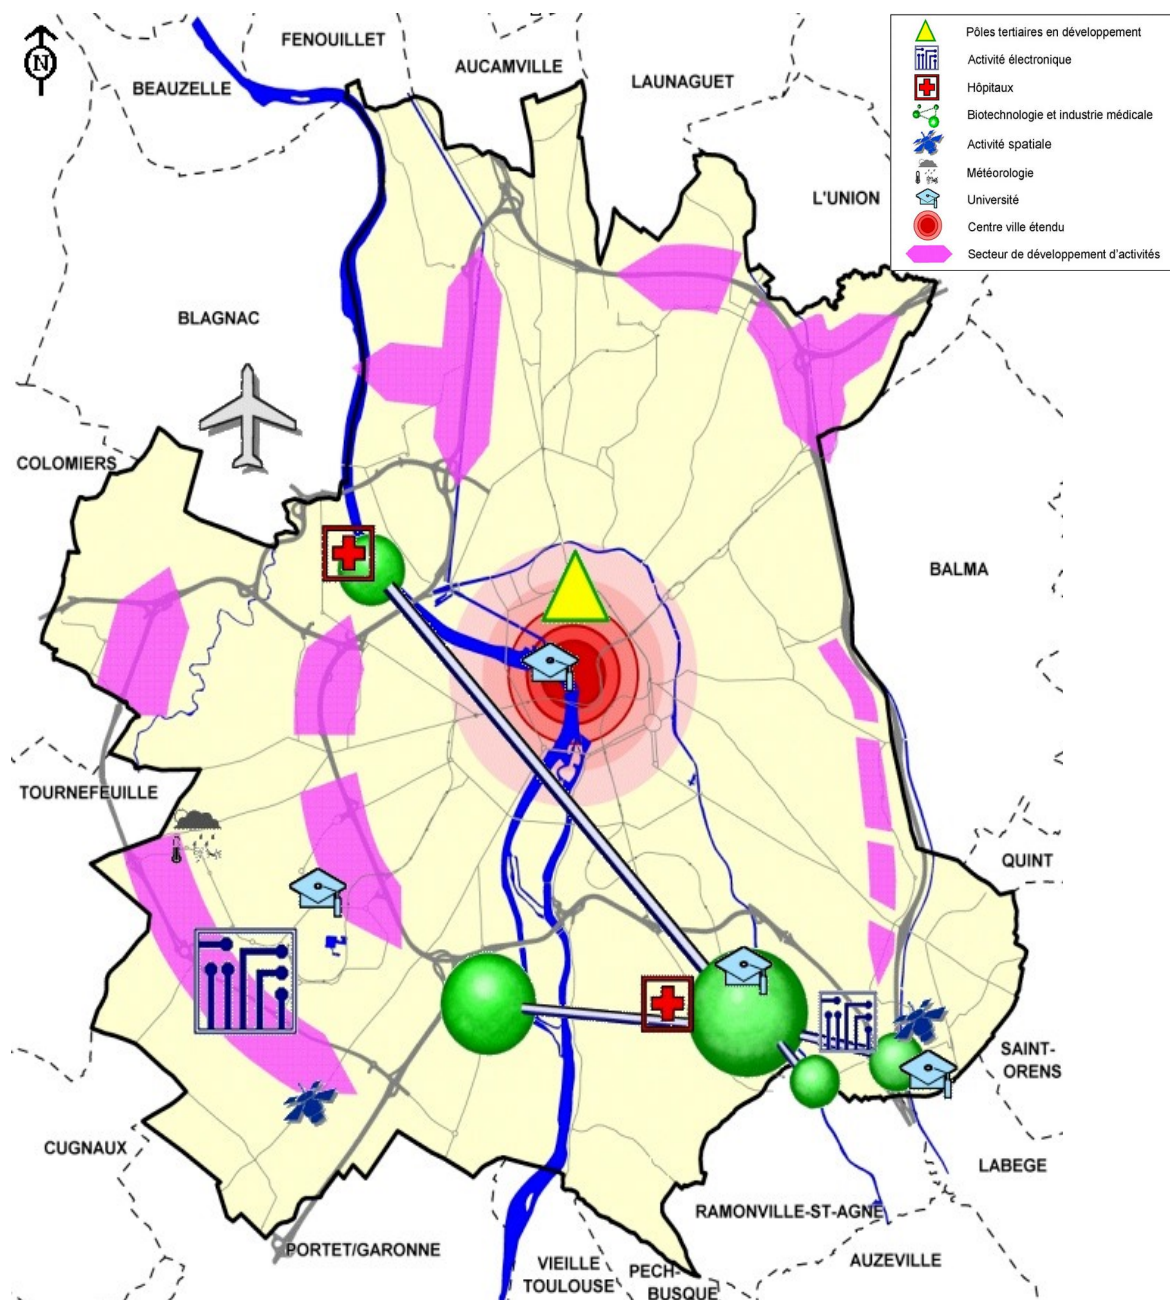 N
FENOUILLET
AUCAMVILLE
BEAUZELLE
LAUNAGUET
L'UNION
BLAGNAC
COLOMIERS
BALMA
TOURNEFEUILLE
QUINT
SAINT-
ORENS
CUGNAUX
LABEGE
RAMONVILLE-ST-AGNE
PORTET/GARONNE
AUZEVILLE
VIEILLE
TOULOUSE
PECH-
BUSQUE
Pôles tertiaires en développement
Activité électronique
Hôpitaux
Biotechnologie et industrie médicale
Activité spatiale
Météorologie
Université
Centre ville étendu
Secteur de développement d'activités